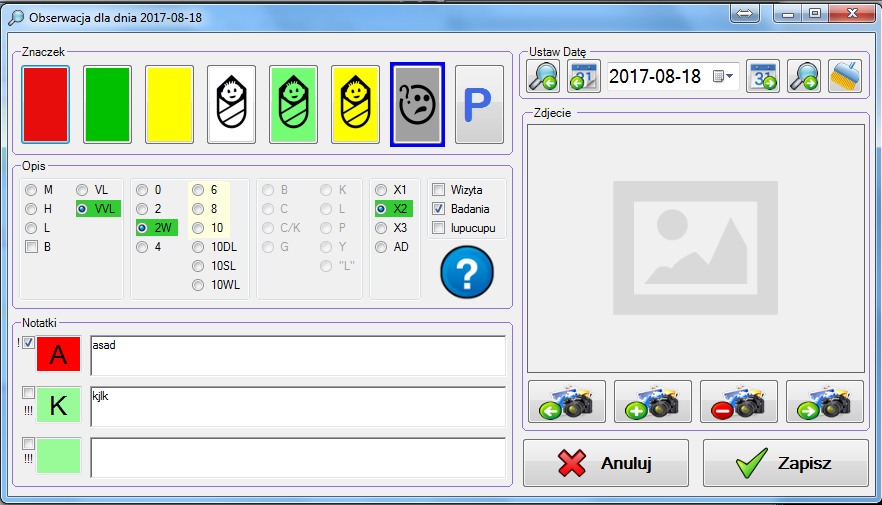 Obserwacja dla dnia 2017-08-18
Znaczek
P
Opis
M
H
L
B
VL
VVL
0
2
2W
4
6
8
10
10DL
10SL
10WL
B
C
C/K
G
K
L
P
Y
"L"
X1
X2
X3
AD
Wizyta
Badania
lupucupu
?
Notatki
!
A
asad
!!!
K
kjlk
!!!
Ustaw Datę
31
2017-08-18
31
Zdjecie
Anuluj
Zapisz